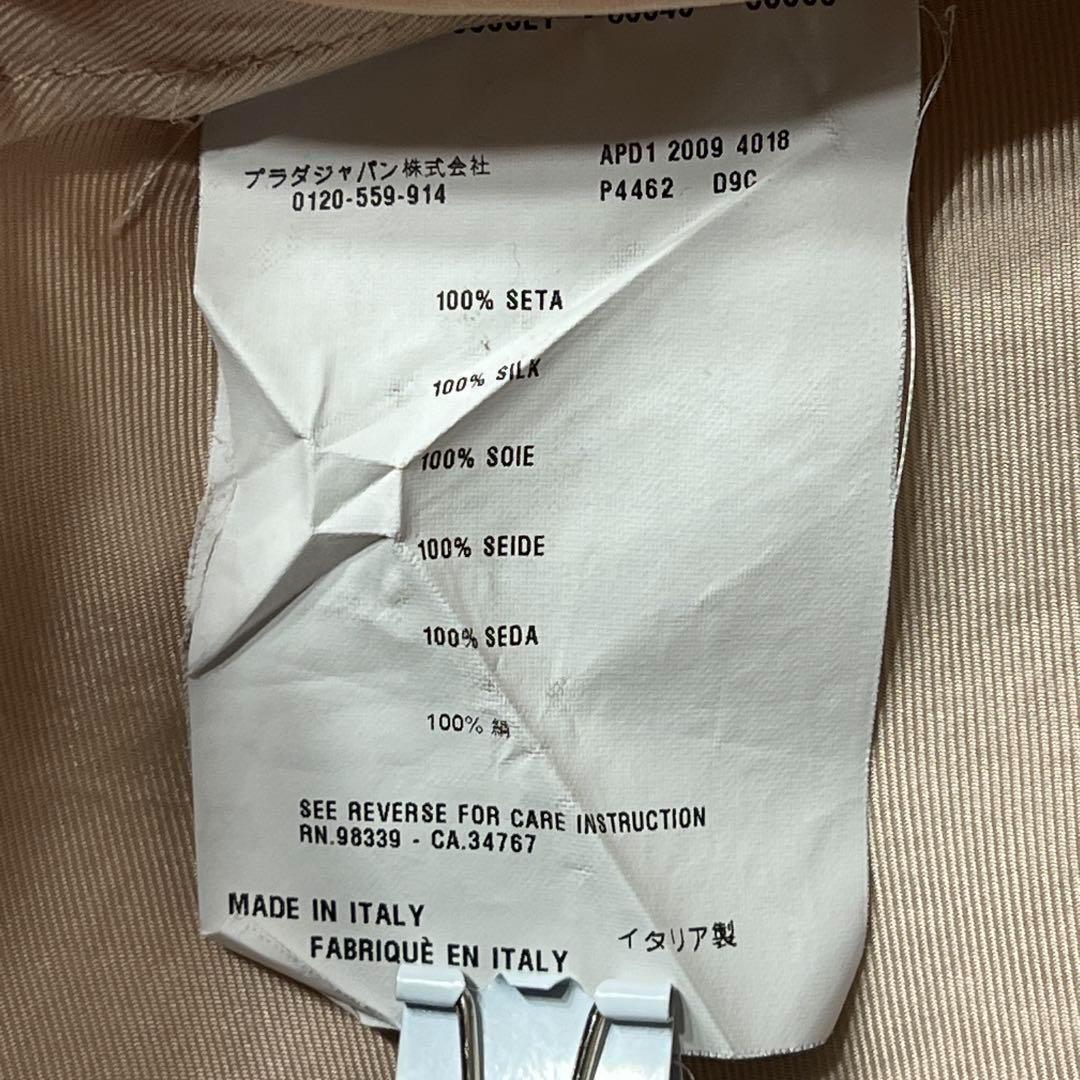 プラダジャパン株式会社
0120-559-914
APD1 2009 4018
P4462 D9C
100% SETA
100% SILK
100% SOIE
100% SEIDE
100% SEDA
100% 絹
SEE REVERSE FOR CARE INSTRUCTION
RN.98339 - CA.34767
MADE IN ITALY
FABRIQUÈ EN ITALY
イタリア製